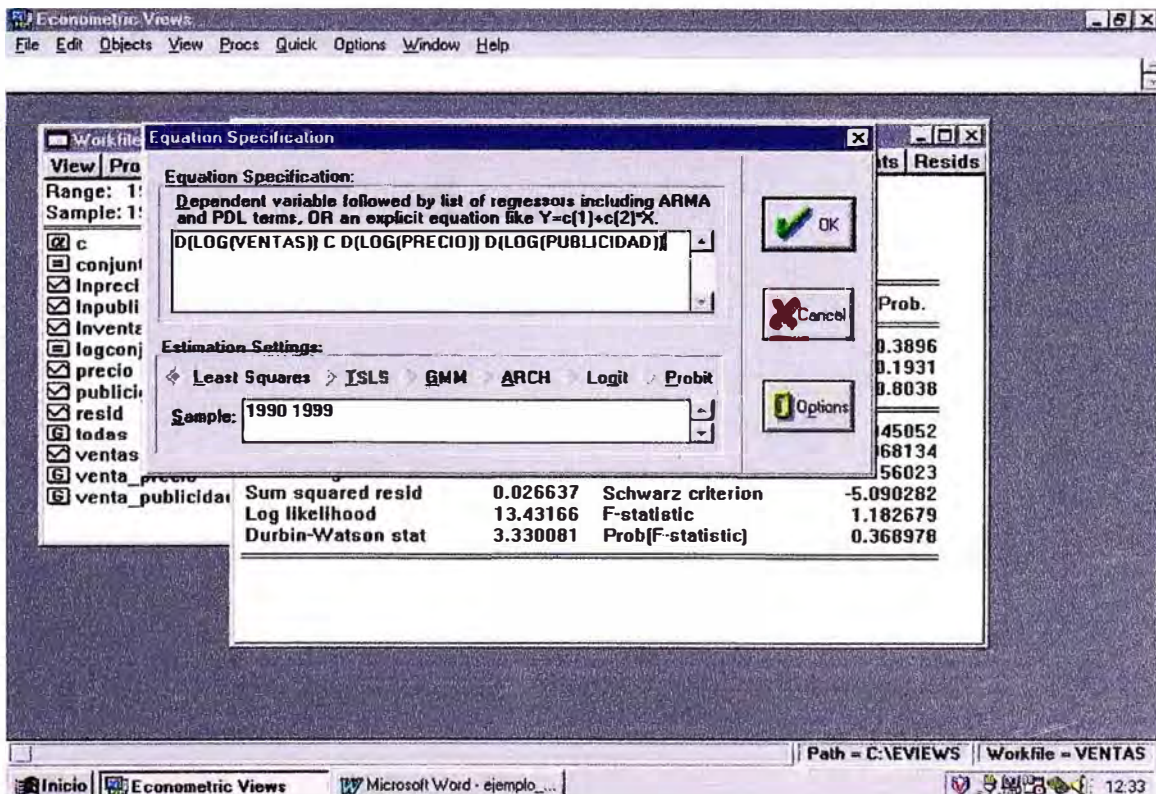 Econometric Views
File Edit Objects View Procs Quick Options Window Help
Workfile
View Pro
Range: 1
Sample: 1
c
conjunt
lnpreci
lnpubli
lnventa
logconj
precio
publici
resid
todas
ventas
venta_precio
venta_publicidad
Equation Specification
Equation Specification:
Dependent variable followed by list of regressors including ARMA
and PDL terms, OR an explicit equation like Y=c(1)+c(2)*X.
D(LOG(VENTAS)) C D(LOG(PRECIO)) D(LOG(PUBLICIDAD))
Estimation Settings:
Least Squares TSLS GMM ARCH Logit Probit
Sample: 1990 1999
OK
Cancel
Options
ts Resids
Prob.
0.3896
0.1931
0.8038
45052
68134
56023
Sum squared resid 0.026637 Schwarz criterion -5.090282
Log likelihood 13.43166 F-statistic 1.182679
Durbin-Watson stat 3.330081 Prob(F-statistic) 0.368978
Path = C:\EVIEWS Workfile = VENTAS
Inicio Econometric Views Microsoft Word - ejemplo_... 12:33